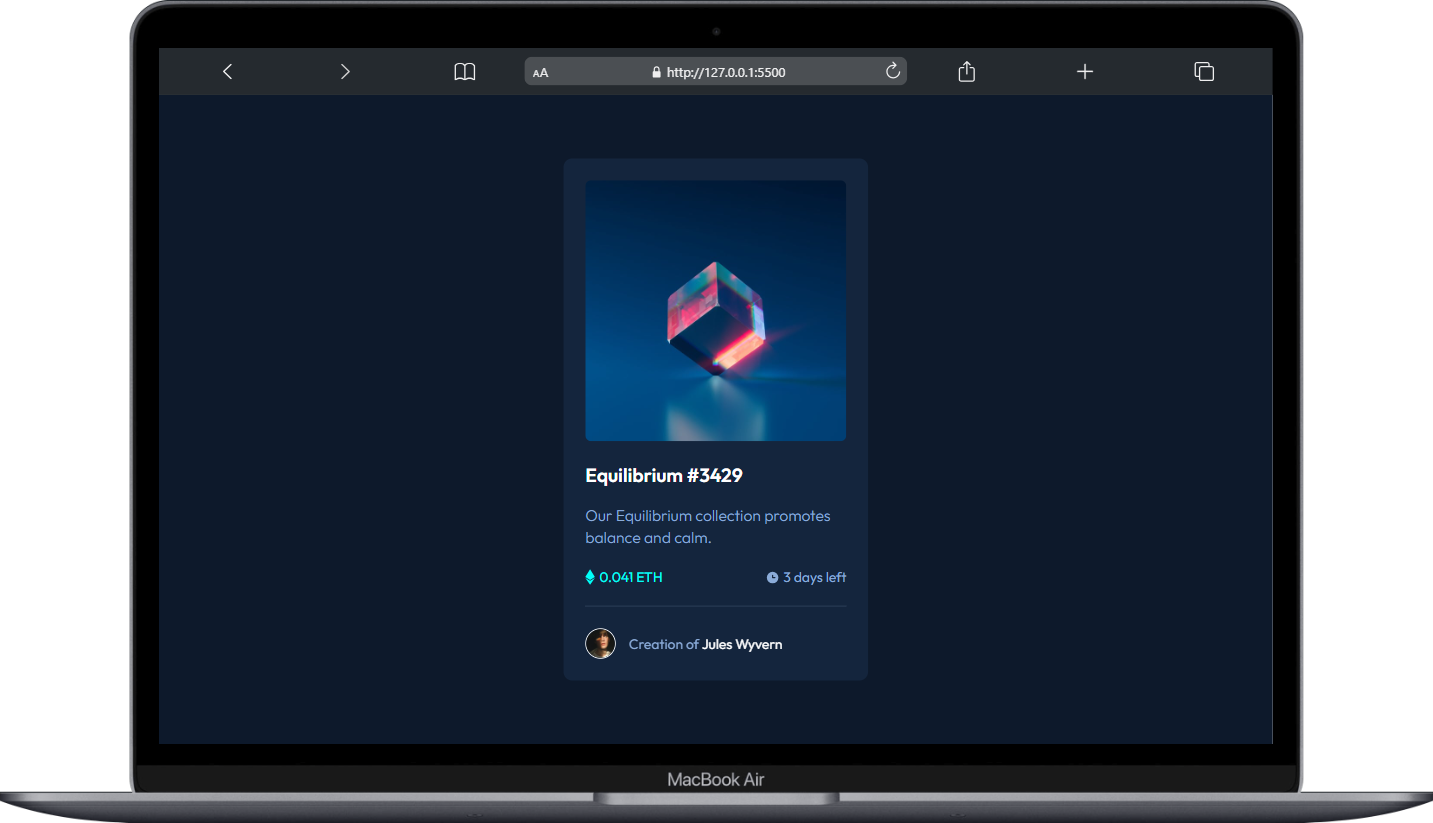 AA http://127.0.0.1:5500
Equilibrium #3429
Our Equilibrium collection promotes
balance and calm.
0.041 ETH 3 days left
Creation of Jules Wyvern
MacBook Air